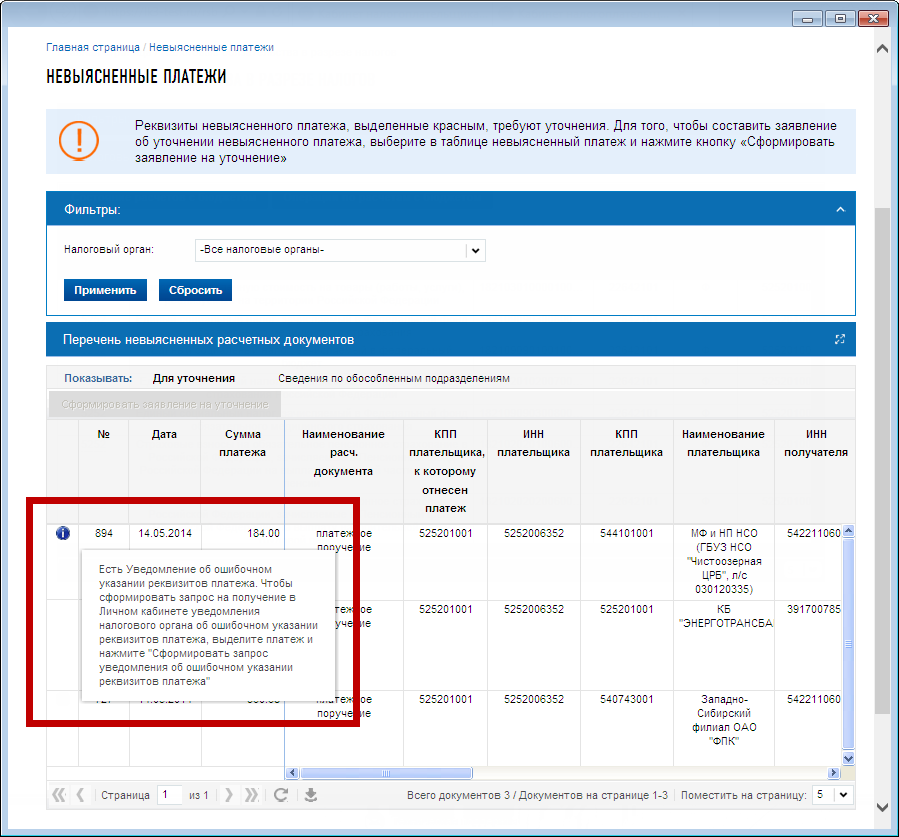 Главная страница / Невыясненные платежи
НЕВЫЯСНЕННЫЕ ПЛАТЕЖИ
Реквизиты невыясненного платежа, выделенные красным, требуют уточнения. Для того, чтобы составить заявление
об уточнении невыясненного платежа, выберите в таблице невыясненный платеж и нажмите кнопку «Сформировать
заявление на уточнение»
Фильтры:
Налоговый орган: -Все налоговые органы-
Применить Сбросить
Перечень невыясненных расчетных документов
Показывать: Для уточнения Сведения по обособленным подразделениям
Сформировать заявление на уточнение
№ Дата Сумма Наименование КПП ИНН КПП Наименование ИНН
платежа расч. плательщика, плательщика плательщика плательщика получателя
документа к которому
отнесен
платеж
894 14.05.2014 184.00 платежное 525201001 5252006352 544101001 МФ и НП НСО 542211060
поручение (ГБУЗ НСО
"Чистоозерная
ЦРБ", л/с
030120335)
Есть Уведомление об ошибочном
указании реквизитов платежа. Чтобы
сформировать запрос на получение в
Личном кабинете уведомления
налогового органа об ошибочном указании
реквизитов платежа, выделите платеж и
нажмите "Сформировать запрос
уведомления об ошибочном указании
реквизитов платежа"
525201001 5252006352 525201001 КБ 391700785
"ЭНЕРГОТРАНСБА
платежное 525201001 5252006352 540743001 Западно- 542211060
поручение Сибирский
филиал ОАО
"ФПК"
Страница 1 из 1 Всего документов 3 / Документов на странице 1-3 Поместить на страницу: 5